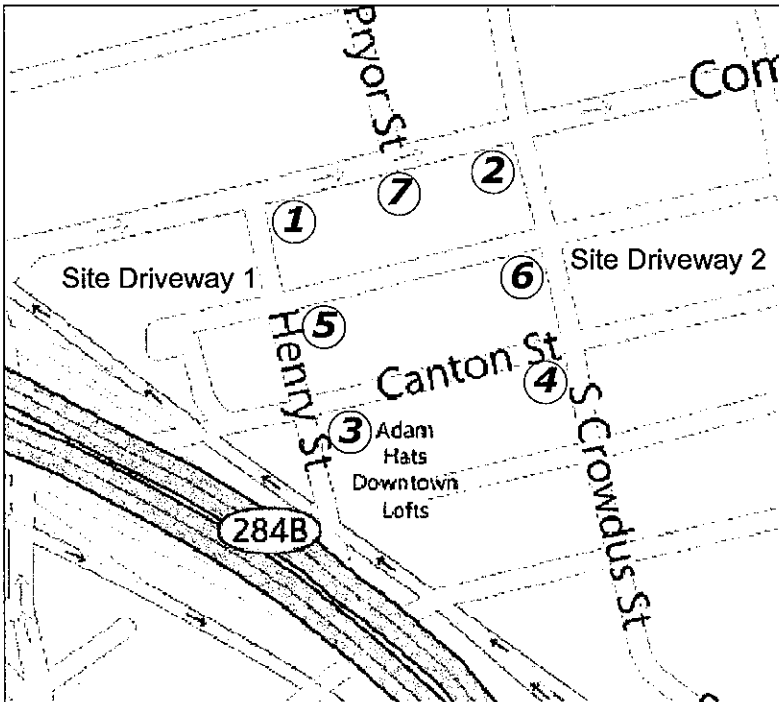 Pryor St
Com
2
7
1
Site Driveway 2
6
Site Driveway 1
5
Henry St
Canton St
4
S Crowdus St
3
Adam
Hats
Downtown
Lofts
284B